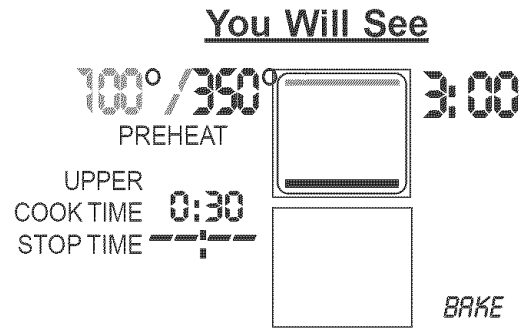 You Will See
100°/350° 3:00
PREHEAT
UPPER
COOK TIME 0:30
STOP TIME --:--
BAKE